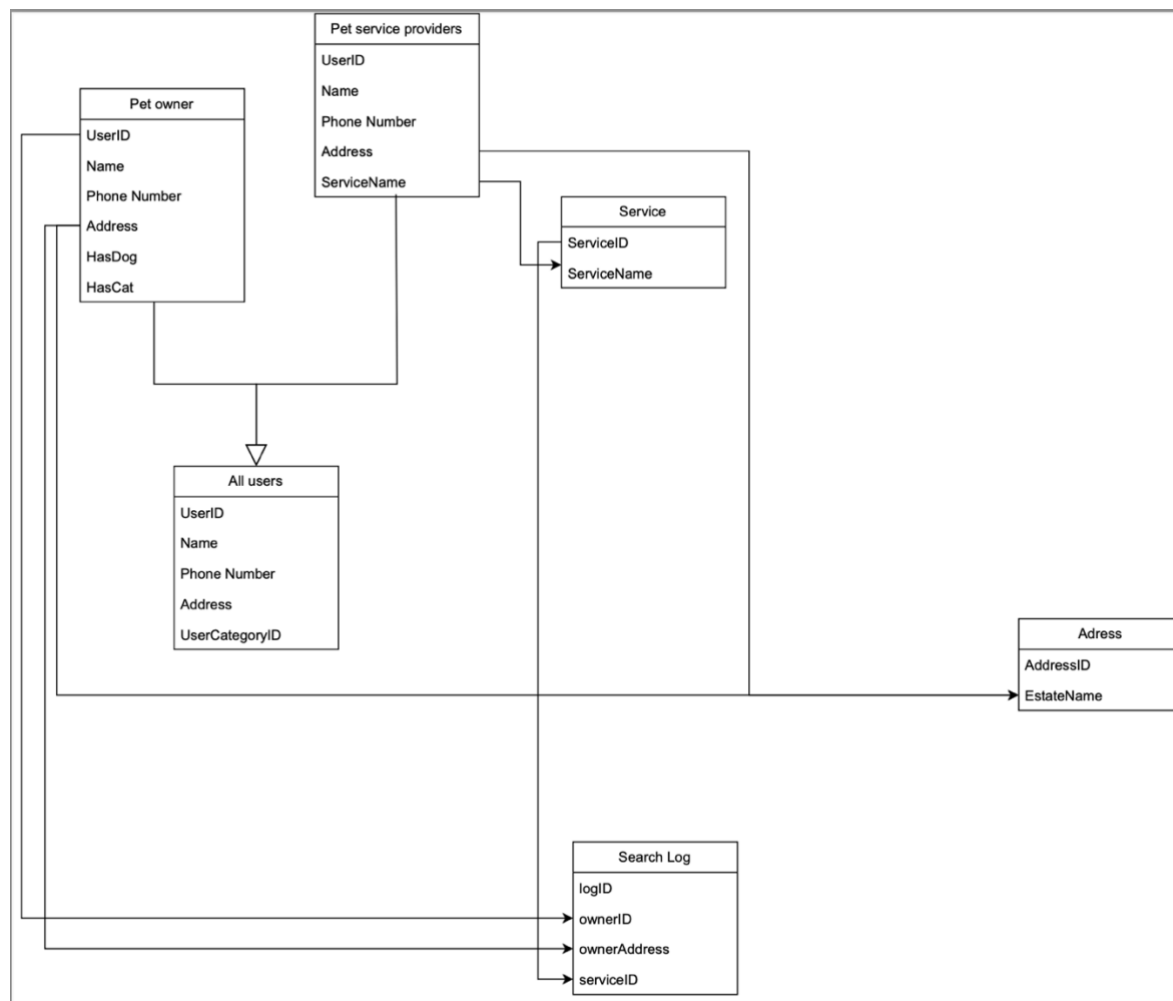 Pet service providers
UserID
Name
Phone Number
Address
ServiceName
Pet owner
UserID
Name
Phone Number
Address
HasDog
HasCat
Service
ServiceID
ServiceName
All users
UserID
Name
Phone Number
Address
UserCategoryID
Adress
AddressID
EstateName
Search Log
logID
ownerID
ownerAddress
serviceID